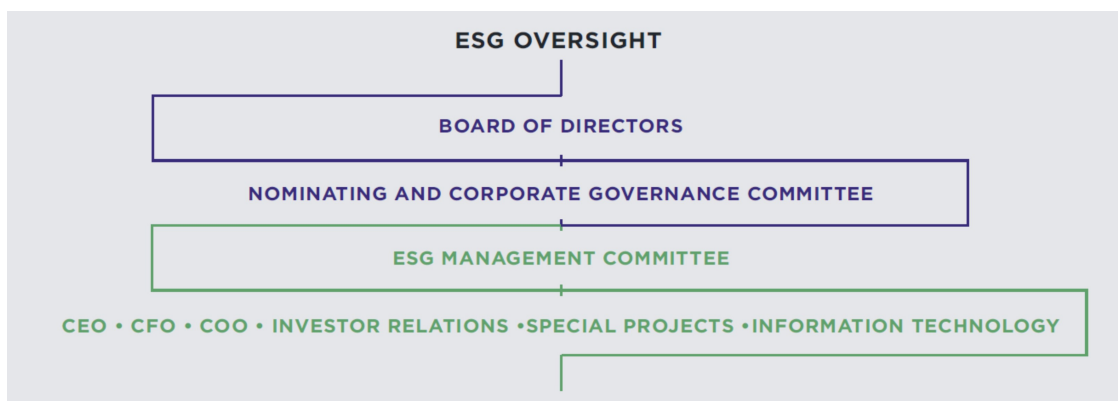 ESG OVERSIGHT
BOARD OF DIRECTORS
NOMINATING AND CORPORATE GOVERNANCE COMMITTEE
ESG MANAGEMENT COMMITTEE
CEO • CFO • COO • INVESTOR RELATIONS •SPECIAL PROJECTS •INFORMATION TECHNOLOGY